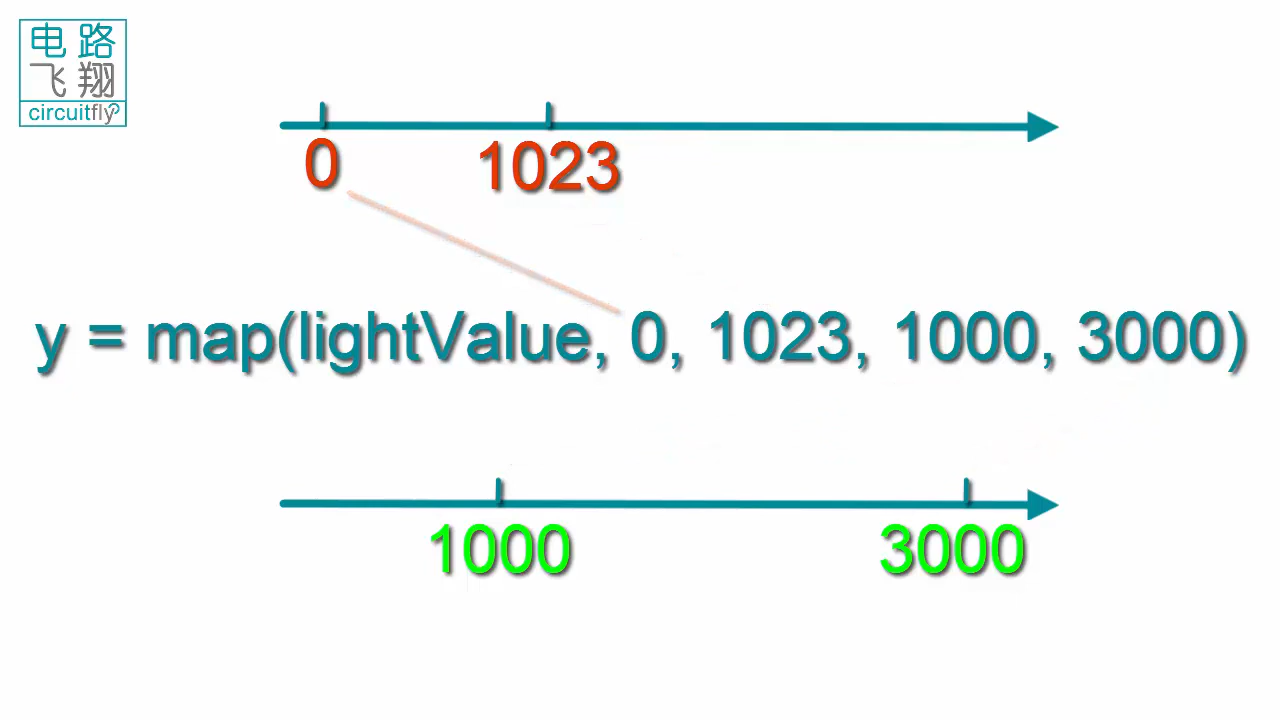 电路
飞翔
circuitfly
0 1023
y = map(lightValue, 0, 1023, 1000, 3000)
1000 3000